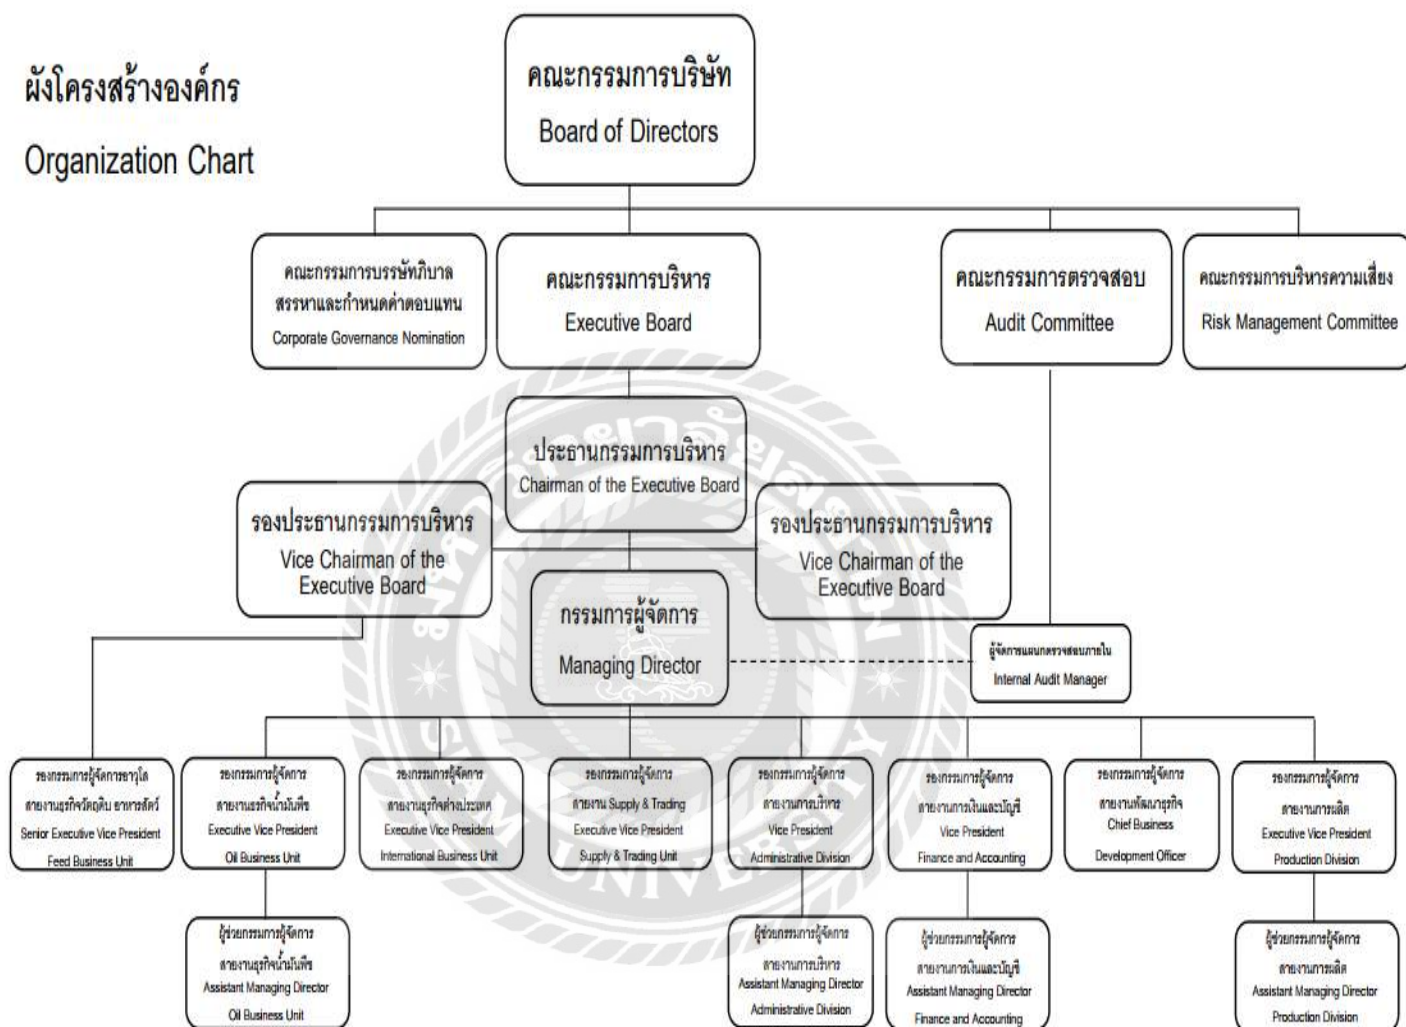 ผังโครงสร้างองค์กร
Organization Chart
คณะกรรมการบริษัท
Board of Directors
คณะกรรมการบรรษัทภิบาล
สรรหาและกำหนดค่าตอบแทน
Corporate Governance Nomination
คณะกรรมการบริหาร
Executive Board
คณะกรรมการตรวจสอบ
Audit Committee
คณะกรรมการบริหารความเสี่ยง
Risk Management Committee
ประธานกรรมการบริหาร
Chairman of the Executive Board
รองประธานกรรมการบริหาร
Vice Chairman of the
Executive Board
รองประธานกรรมการบริหาร
Vice Chairman of the
Executive Board
กรรมการผู้จัดการ
Managing Director
ผู้จัดการแผนกตรวจสอบภายใน
Internal Audit Manager
รองกรรมการผู้จัดการอาวุโส
สายงานธุรกิจวัตถุดิบ อาหารสัตว์
Senior Executive Vice President
Feed Business Unit
รองกรรมการผู้จัดการ
สายงานธุรกิจน้ำมันพืช
Executive Vice President
Oil Business Unit
รองกรรมการผู้จัดการ
สายงานธุรกิจต่างประเทศ
Executive Vice President
International Business Unit
รองกรรมการผู้จัดการ
สายงาน Supply & Trading
Executive Vice President
Supply & Trading Unit
รองกรรมการผู้จัดการ
สายงานการบริหาร
Vice President
Administrative Division
รองกรรมการผู้จัดการ
สายงานการเงินและบัญชี
Vice President
Finance and Accounting
รองกรรมการผู้จัดการ
สายงานพัฒนาธุรกิจ
Chief Business
Development Officer
รองกรรมการผู้จัดการ
สายงานการผลิต
Executive Vice President
Production Division
ผู้ช่วยกรรมการผู้จัดการ
สายงานธุรกิจน้ำมันพืช
Assistant Managing Director
Oil Business Unit
ผู้ช่วยกรรมการผู้จัดการ
สายงานการบริหาร
Assistant Managing Director
Administrative Division
ผู้ช่วยกรรมการผู้จัดการ
สายงานการเงินและบัญชี
Assistant Managing Director
Finance and Accounting
ผู้ช่วยกรรมการผู้จัดการ
สายงานการผลิต
Assistant Managing Director
Production Division
มหาวิทยาลัยสยาม
SIAM UNIVERSITY